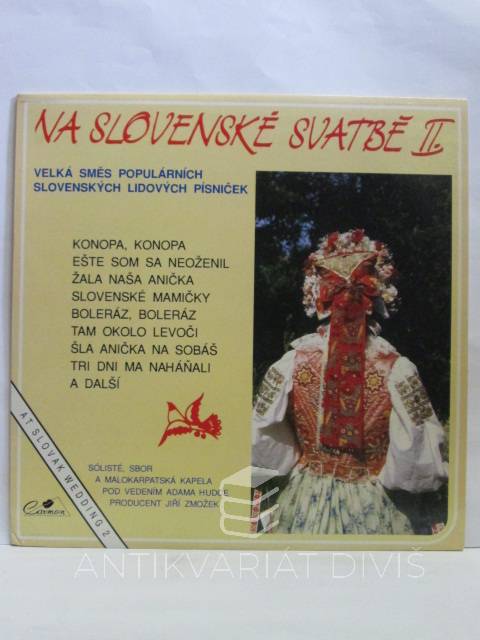 NA SLOVENSKÉ SVATBĚ II.
VELKÁ SMĚS POPULÁRNÍCH
SLOVENSKÝCH LIDOVÝCH PÍSNIČEK
KONOPA, KONOPA
EŠTE SOM SA NEOŽENIL
ŽALA NAŠA ANIČKA
SLOVENSKÉ MAMIČKY
BOLERÁZ, BOLERÁZ
TAM OKOLO LEVOČI
ŠLA ANIČKA NA SOBÁŠ
TRI DNI MA NAHÁŇALI
A DALŠÍ
AT SLOVAK WEDDING 2
SÓLISTÉ, SBOR
A MALOKARPATSKÁ KAPELA
POD VEDENÍM ADAMA HUDCE
PRODUCENT JIŘÍ ZMOŽEK
Carmen
ANTIKVARIÁT DIVIŠ